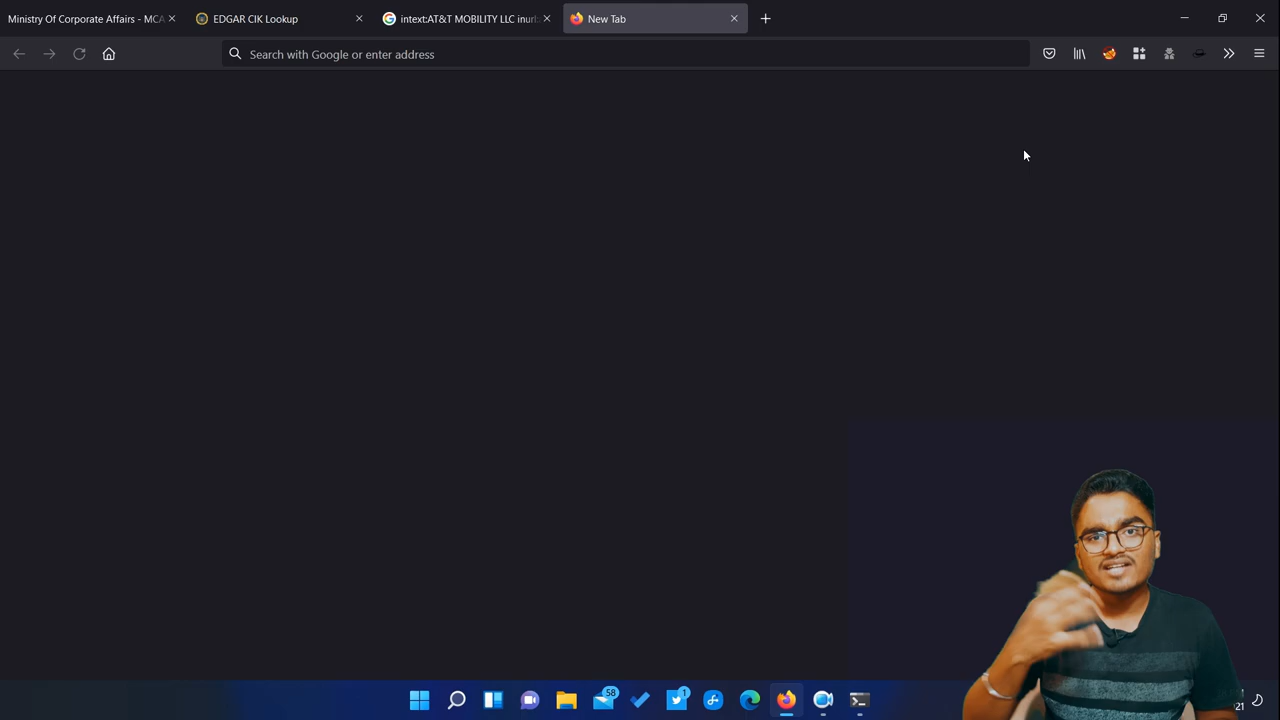 Ministry Of Corporate Affairs - MCA
EDGAR CIK Lookup
intext:AT&T MOBILITY LLC inurl:
New Tab
Search with Google or enter address
58
1
21